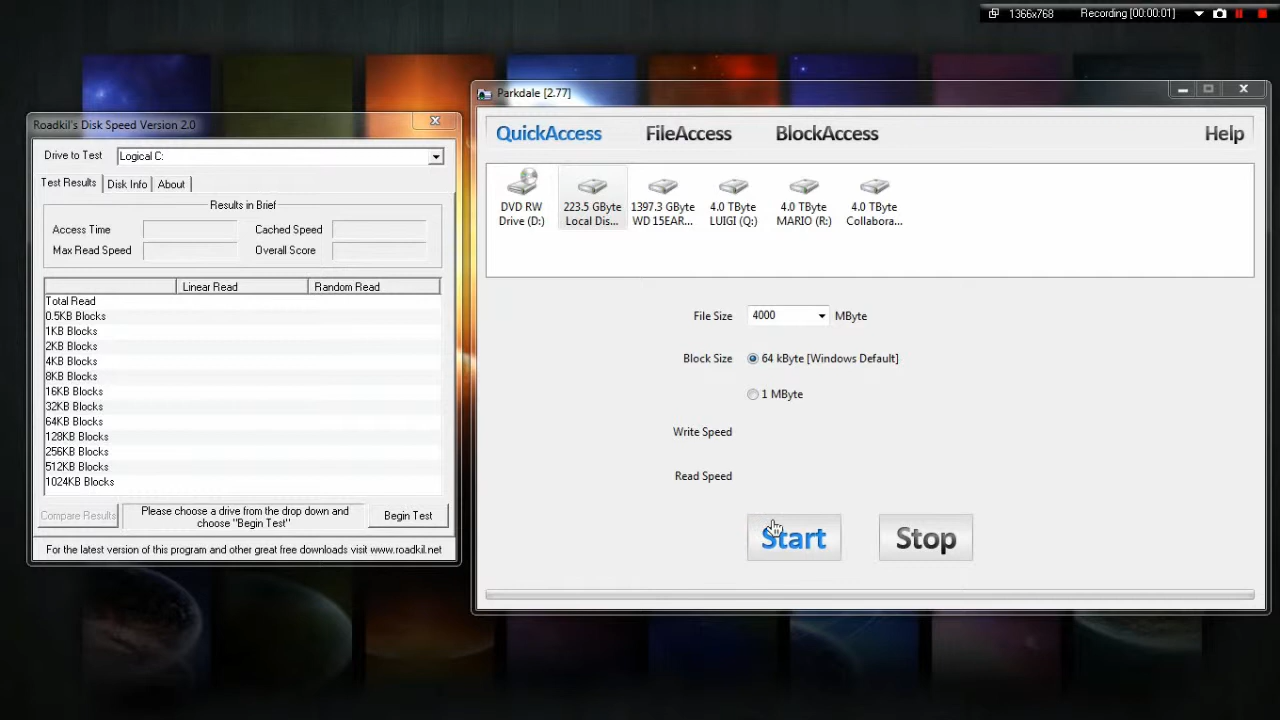 1366x768 Recording [00:00:01]
Roadkil's Disk Speed Version 2.0
Drive to Test Logical C:
Test Results Disk Info About
Results in Brief
Access Time Cached Speed
Max Read Speed Overall Score
Linear Read Random Read
Total Read
0.5KB Blocks
1KB Blocks
2KB Blocks
4KB Blocks
8KB Blocks
16KB Blocks
32KB Blocks
64KB Blocks
128KB Blocks
256KB Blocks
512KB Blocks
1024KB Blocks
Compare Results
Please choose a drive from the drop down and
choose "Begin Test"
Begin Test
For the latest version of this program and other great free downloads visit www.roadkil.net
Parkdale [2.77]
QuickAccess FileAccess BlockAccess Help
DVD RW
Drive (D:)
223.5 GByte
Local Dis...
1397.3 GByte
WD 15EAR...
4.0 TByte
LUIGI (Q:)
4.0 TByte
MARIO (R:)
4.0 TByte
Collabora...
File Size 4000 MByte
Block Size 64 kByte [Windows Default]
1 MByte
Write Speed
Read Speed
Start Stop